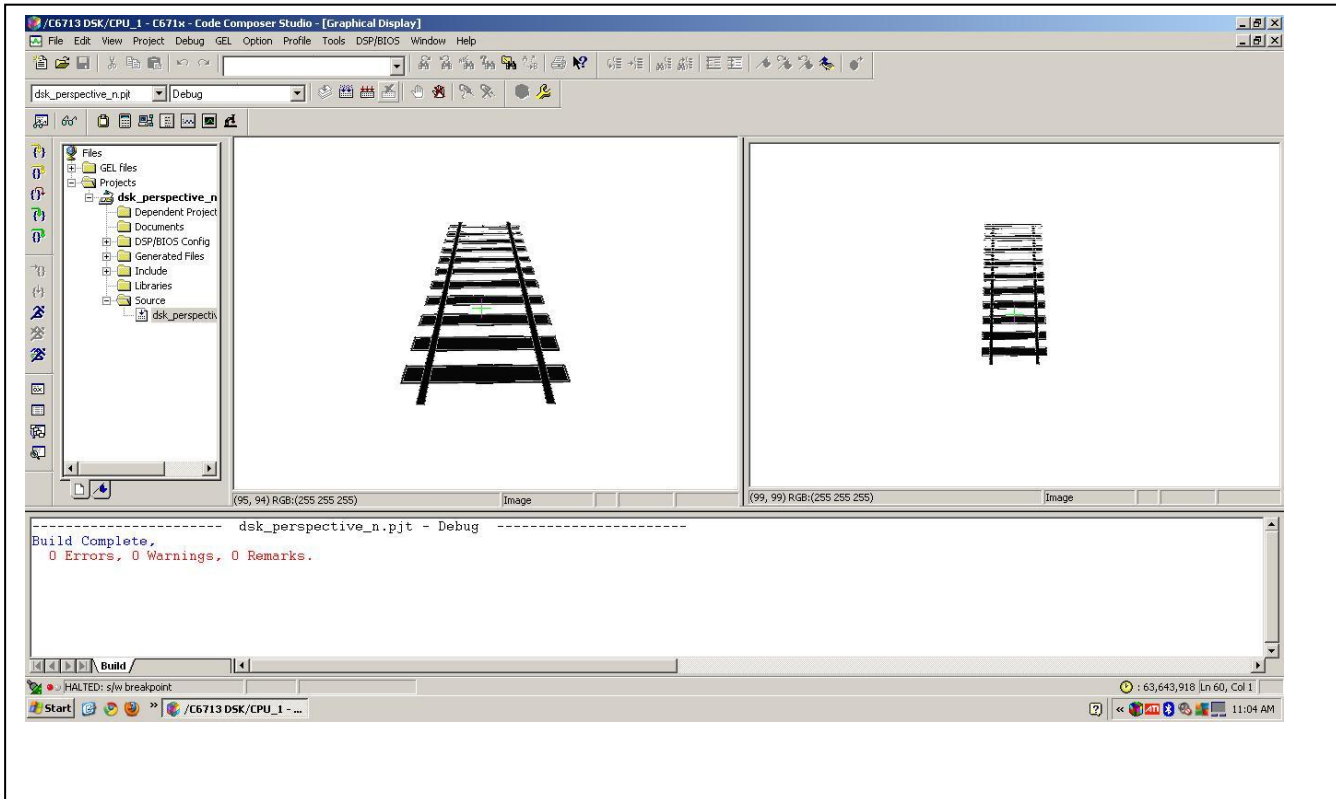 /C6713 DSK/CPU_1 - C671x - Code Composer Studio - [Graphical Display]
File Edit View Project Debug GEL Option Profile Tools DSP/BIOS Window Help
dsk_perspective_n.pjt Debug
Files
GEL files
Projects
dsk_perspective_n
Dependent Project
Documents
DSP/BIOS Config
Generated Files
Include
Libraries
Source
dsk_perspectiv
(95, 94) RGB:(255 255 255) Image
(99, 99) RGB:(255 255 255) Image
----------------------- dsk_perspective_n.pjt - Debug -----------------------
Build Complete,
0 Errors, 0 Warnings, 0 Remarks.
Build
HALTED: s/w breakpoint
: 63,643,918 Ln 60, Col 1
Start » /C6713 DSK/CPU_1 - ...
« ATI 11:04 AM